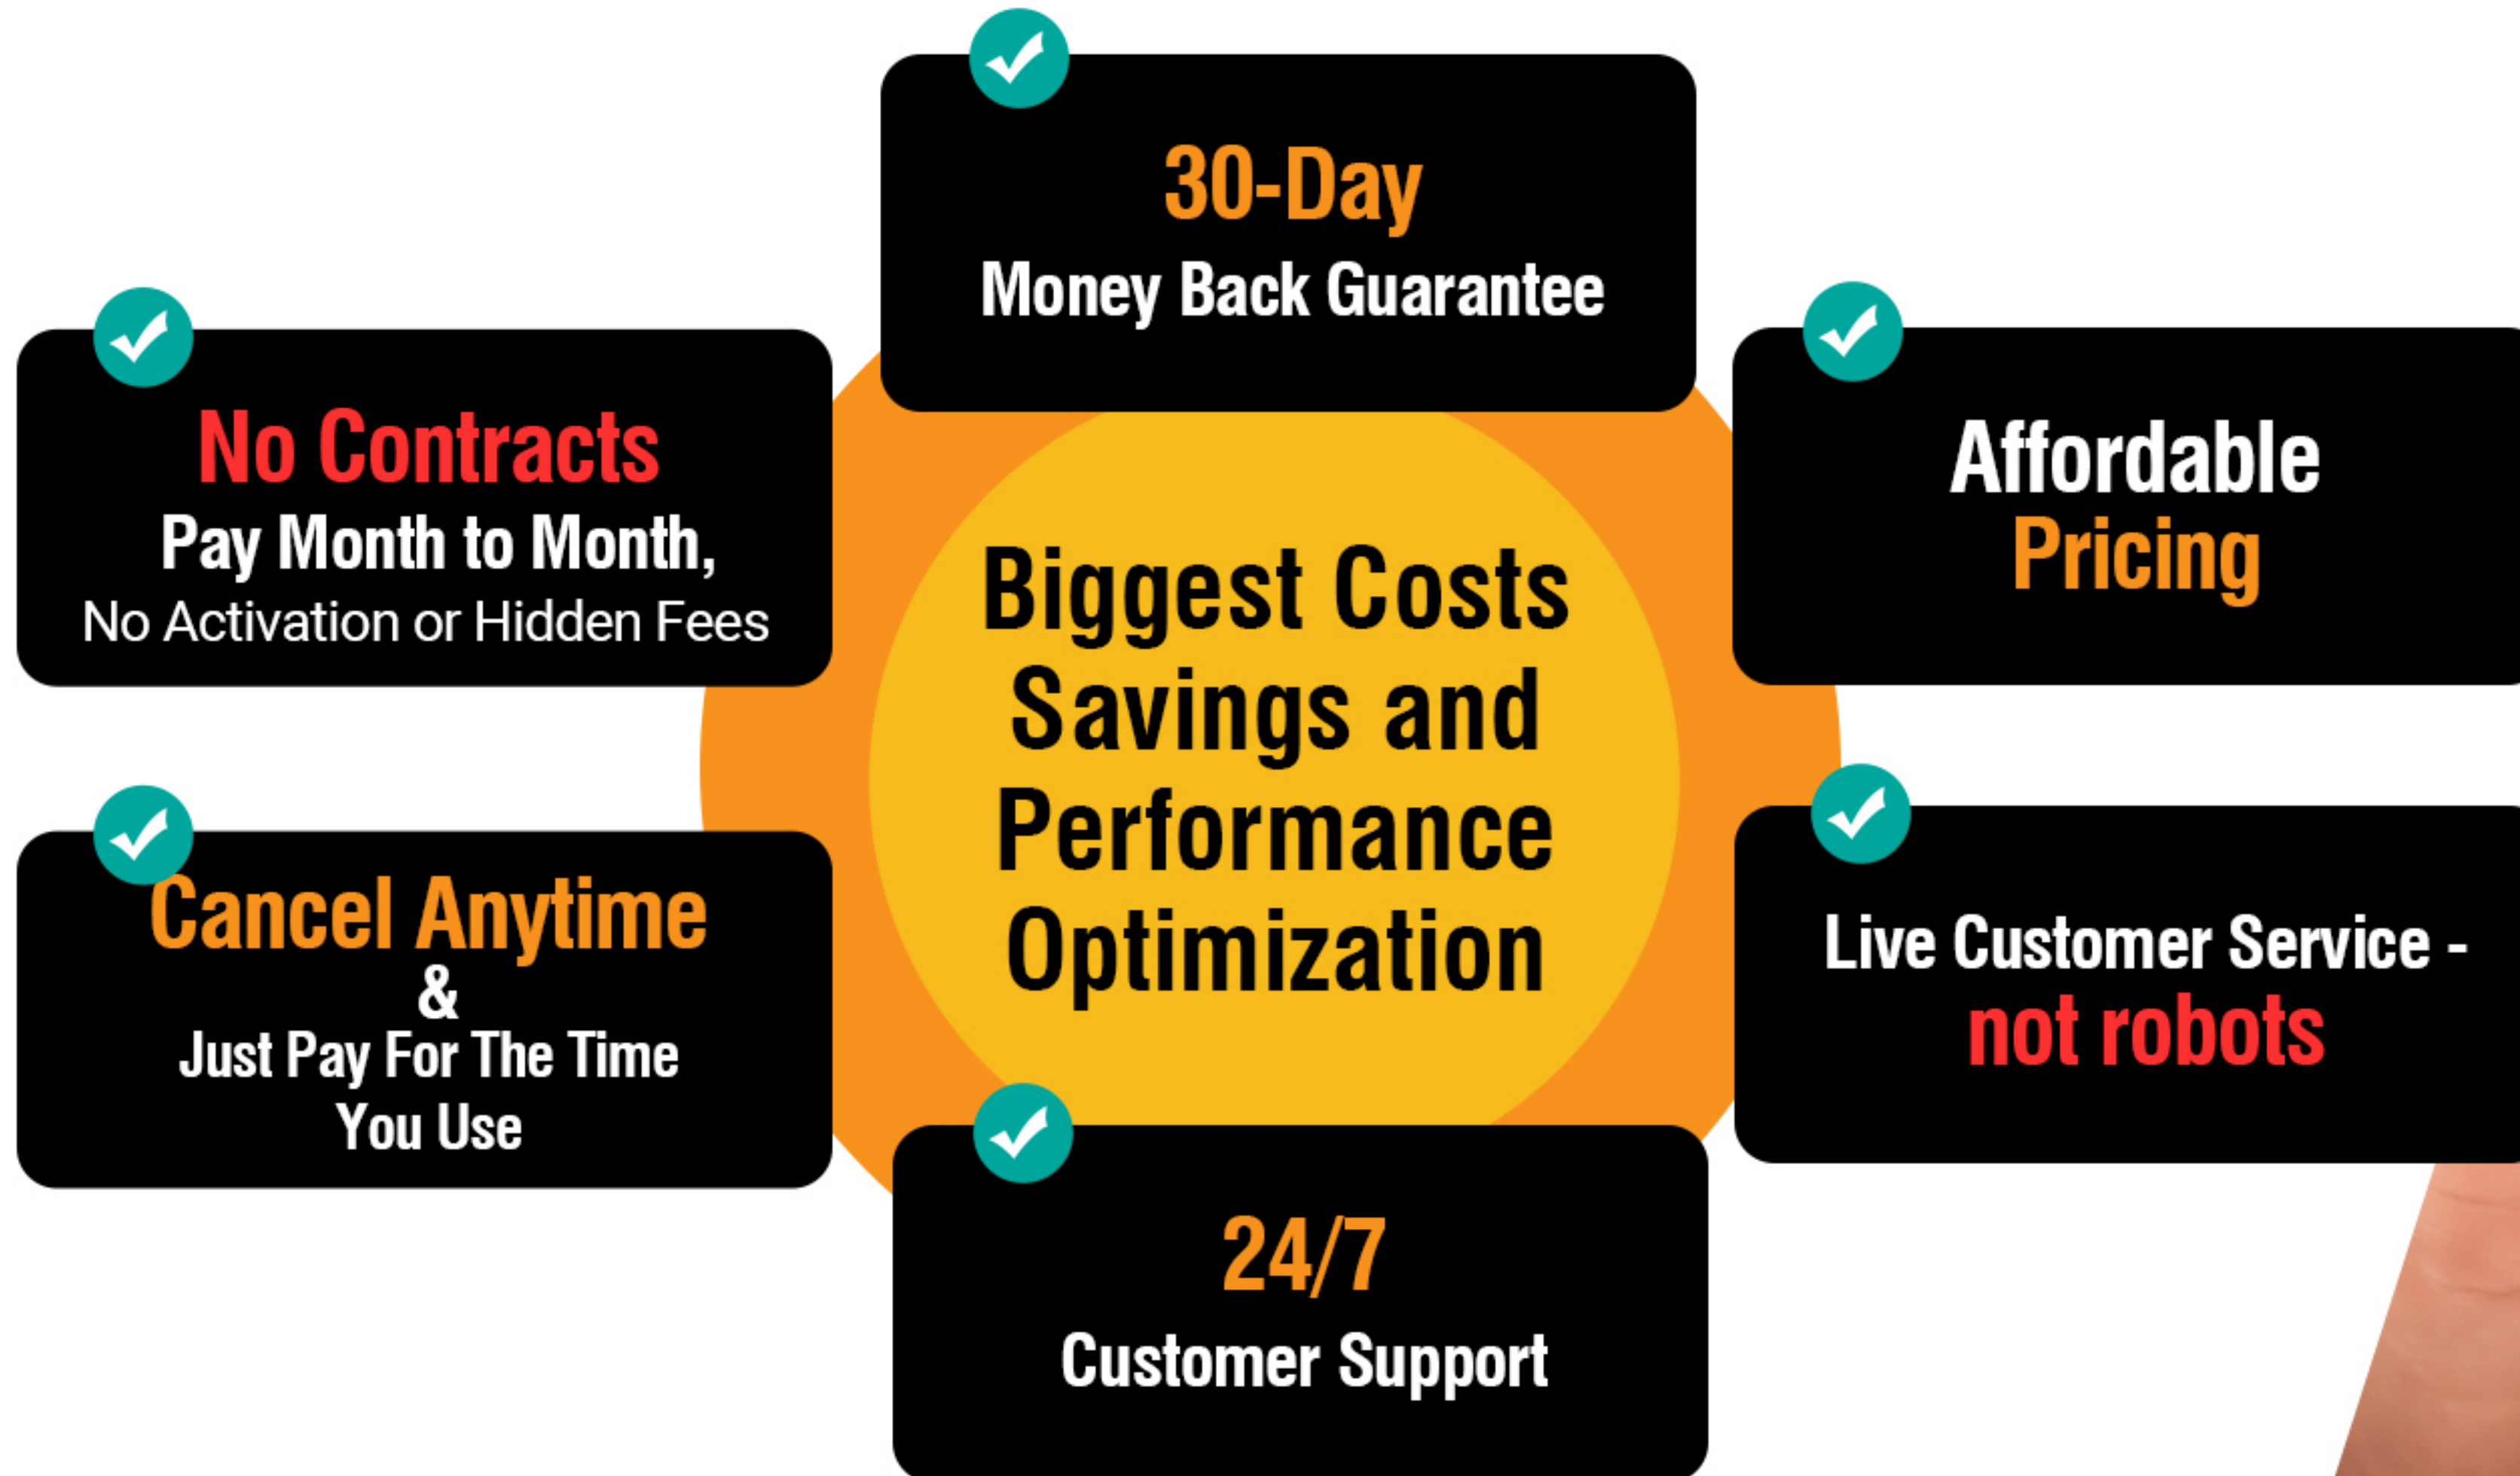 30-Day
Money Back Guarantee
No Contracts
Pay Month to Month,
No Activation or Hidden Fees
Affordable
Pricing
Biggest Costs
Savings and
Performance
Optimization
Cancel Anytime
&
Just Pay For The Time
You Use
Live Customer Service -
not robots
24/7
Customer Support